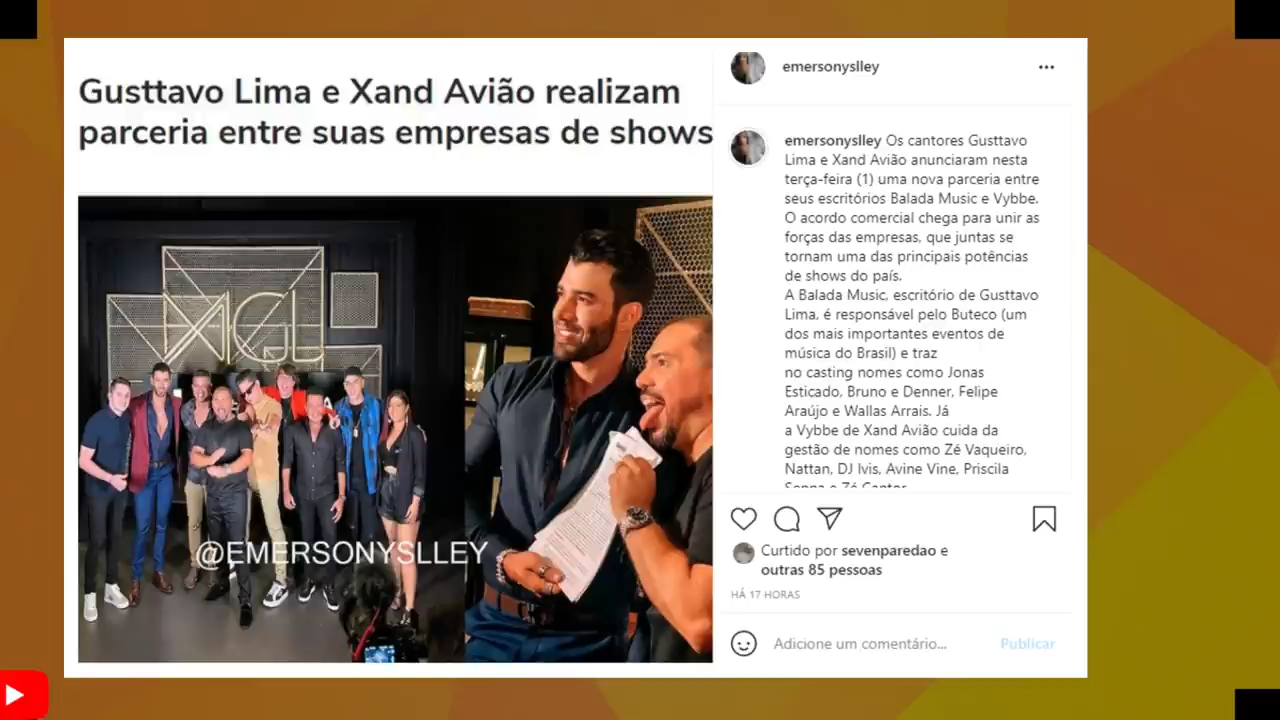 Gusttavo Lima e Xand Avião realizam
parceria entre suas empresas de shows
@EMERSONYSLLEY
emersonyslley
emersonyslley Os cantores Gusttavo
Lima e Xand Avião anunciaram nesta
terça-feira (1) uma nova parceria entre
seus escritórios Balada Music e Vybbe.
O acordo comercial chega para unir as
forças das empresas, que juntas se
tornam uma das principais potências
de shows do país.
A Balada Music, escritório de Gusttavo
Lima, é responsável pelo Buteco (um
dos mais importantes eventos de
música do Brasil) e traz
no casting nomes como Jonas
Esticado, Bruno e Denner, Felipe
Araújo e Wallas Arrais. Já
a Vybbe de Xand Avião cuida da
gestão de nomes como Zé Vaqueiro,
Nattan, DJ Ivis, Avine Vine, Priscila
Senna e Zé Cantor
Curtido por sevenparedao e
outras 85 pessoas
HÁ 17 HORAS
Adicione um comentário... Publicar